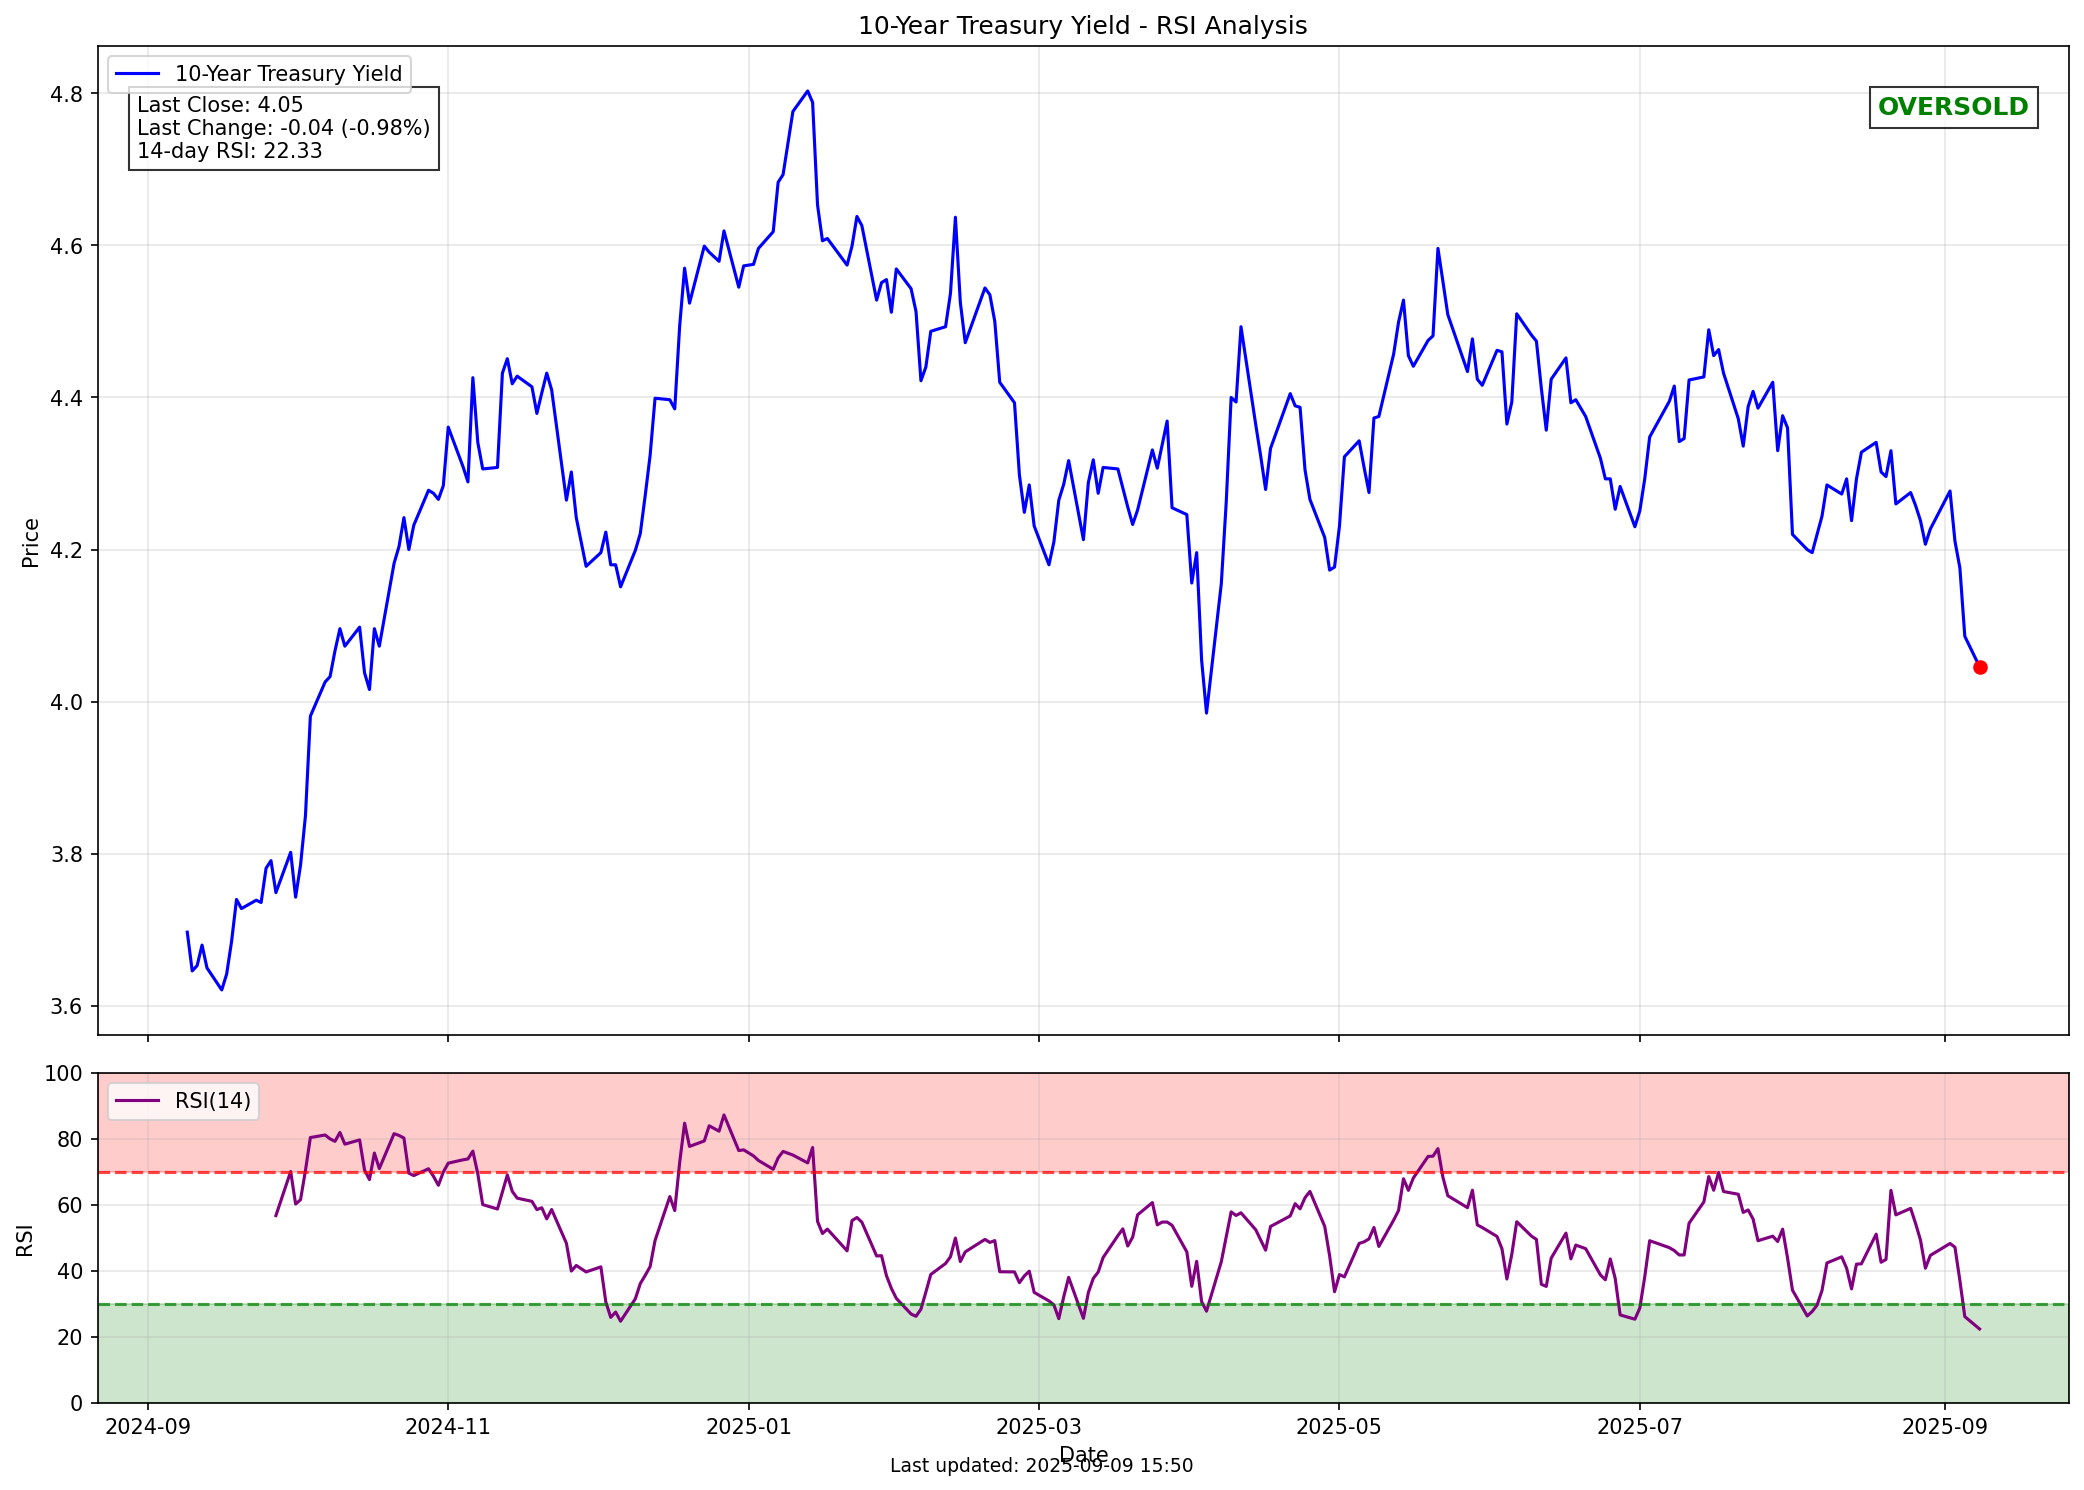 10-Year Treasury Yield - RSI Analysis
10-Year Treasury Yield
Last Close: 4.05
Last Change: -0.04 (-0.98%)
14-day RSI: 22.33
OVERSOLD
Price
4.8
4.6
4.4
4.2
4.0
3.8
3.6
RSI(14)
RSI
100
80
60
40
20
0
2024-09 2024-11 2025-01 2025-03 2025-05 2025-07 2025-09
Date
Last updated: 2025-09-09 15:50